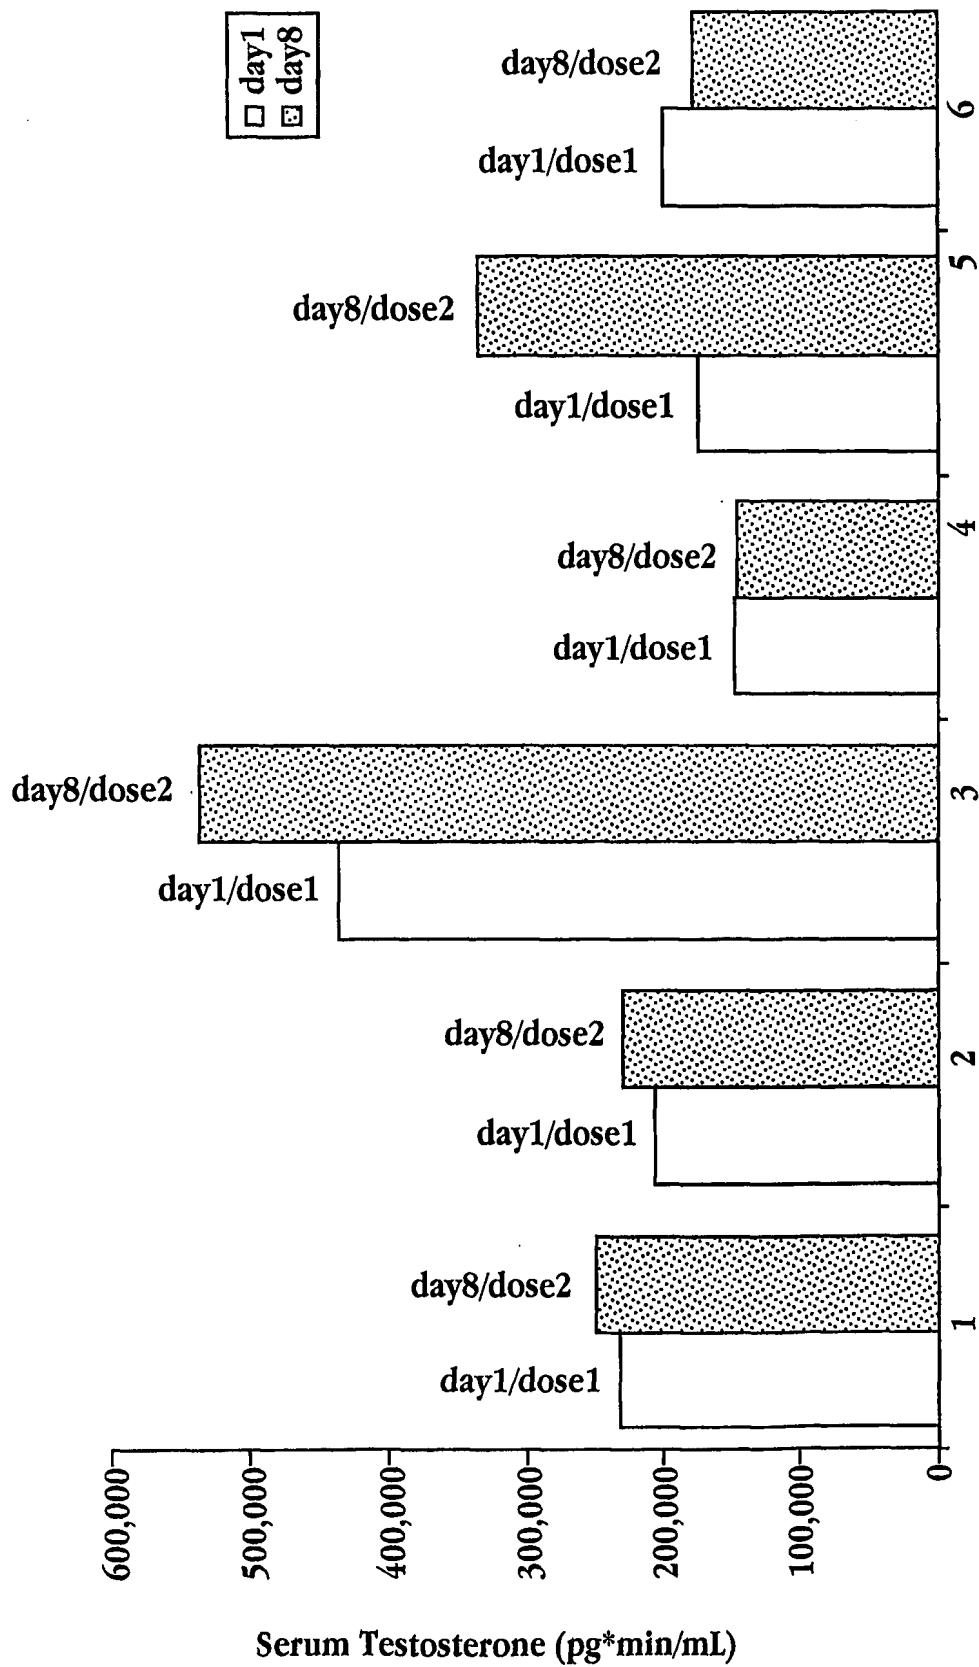 day1
day8
600,000
500,000
400,000
300,000
200,000
100,000
0
Serum Testosterone (pg*min/mL)
day1/dose1
day8/dose2
day1/dose1
day8/dose2
day1/dose1
day8/dose2
day1/dose1
day8/dose2
day1/dose1
day8/dose2
day1/dose1
day8/dose2
1
2
3
4
5
6